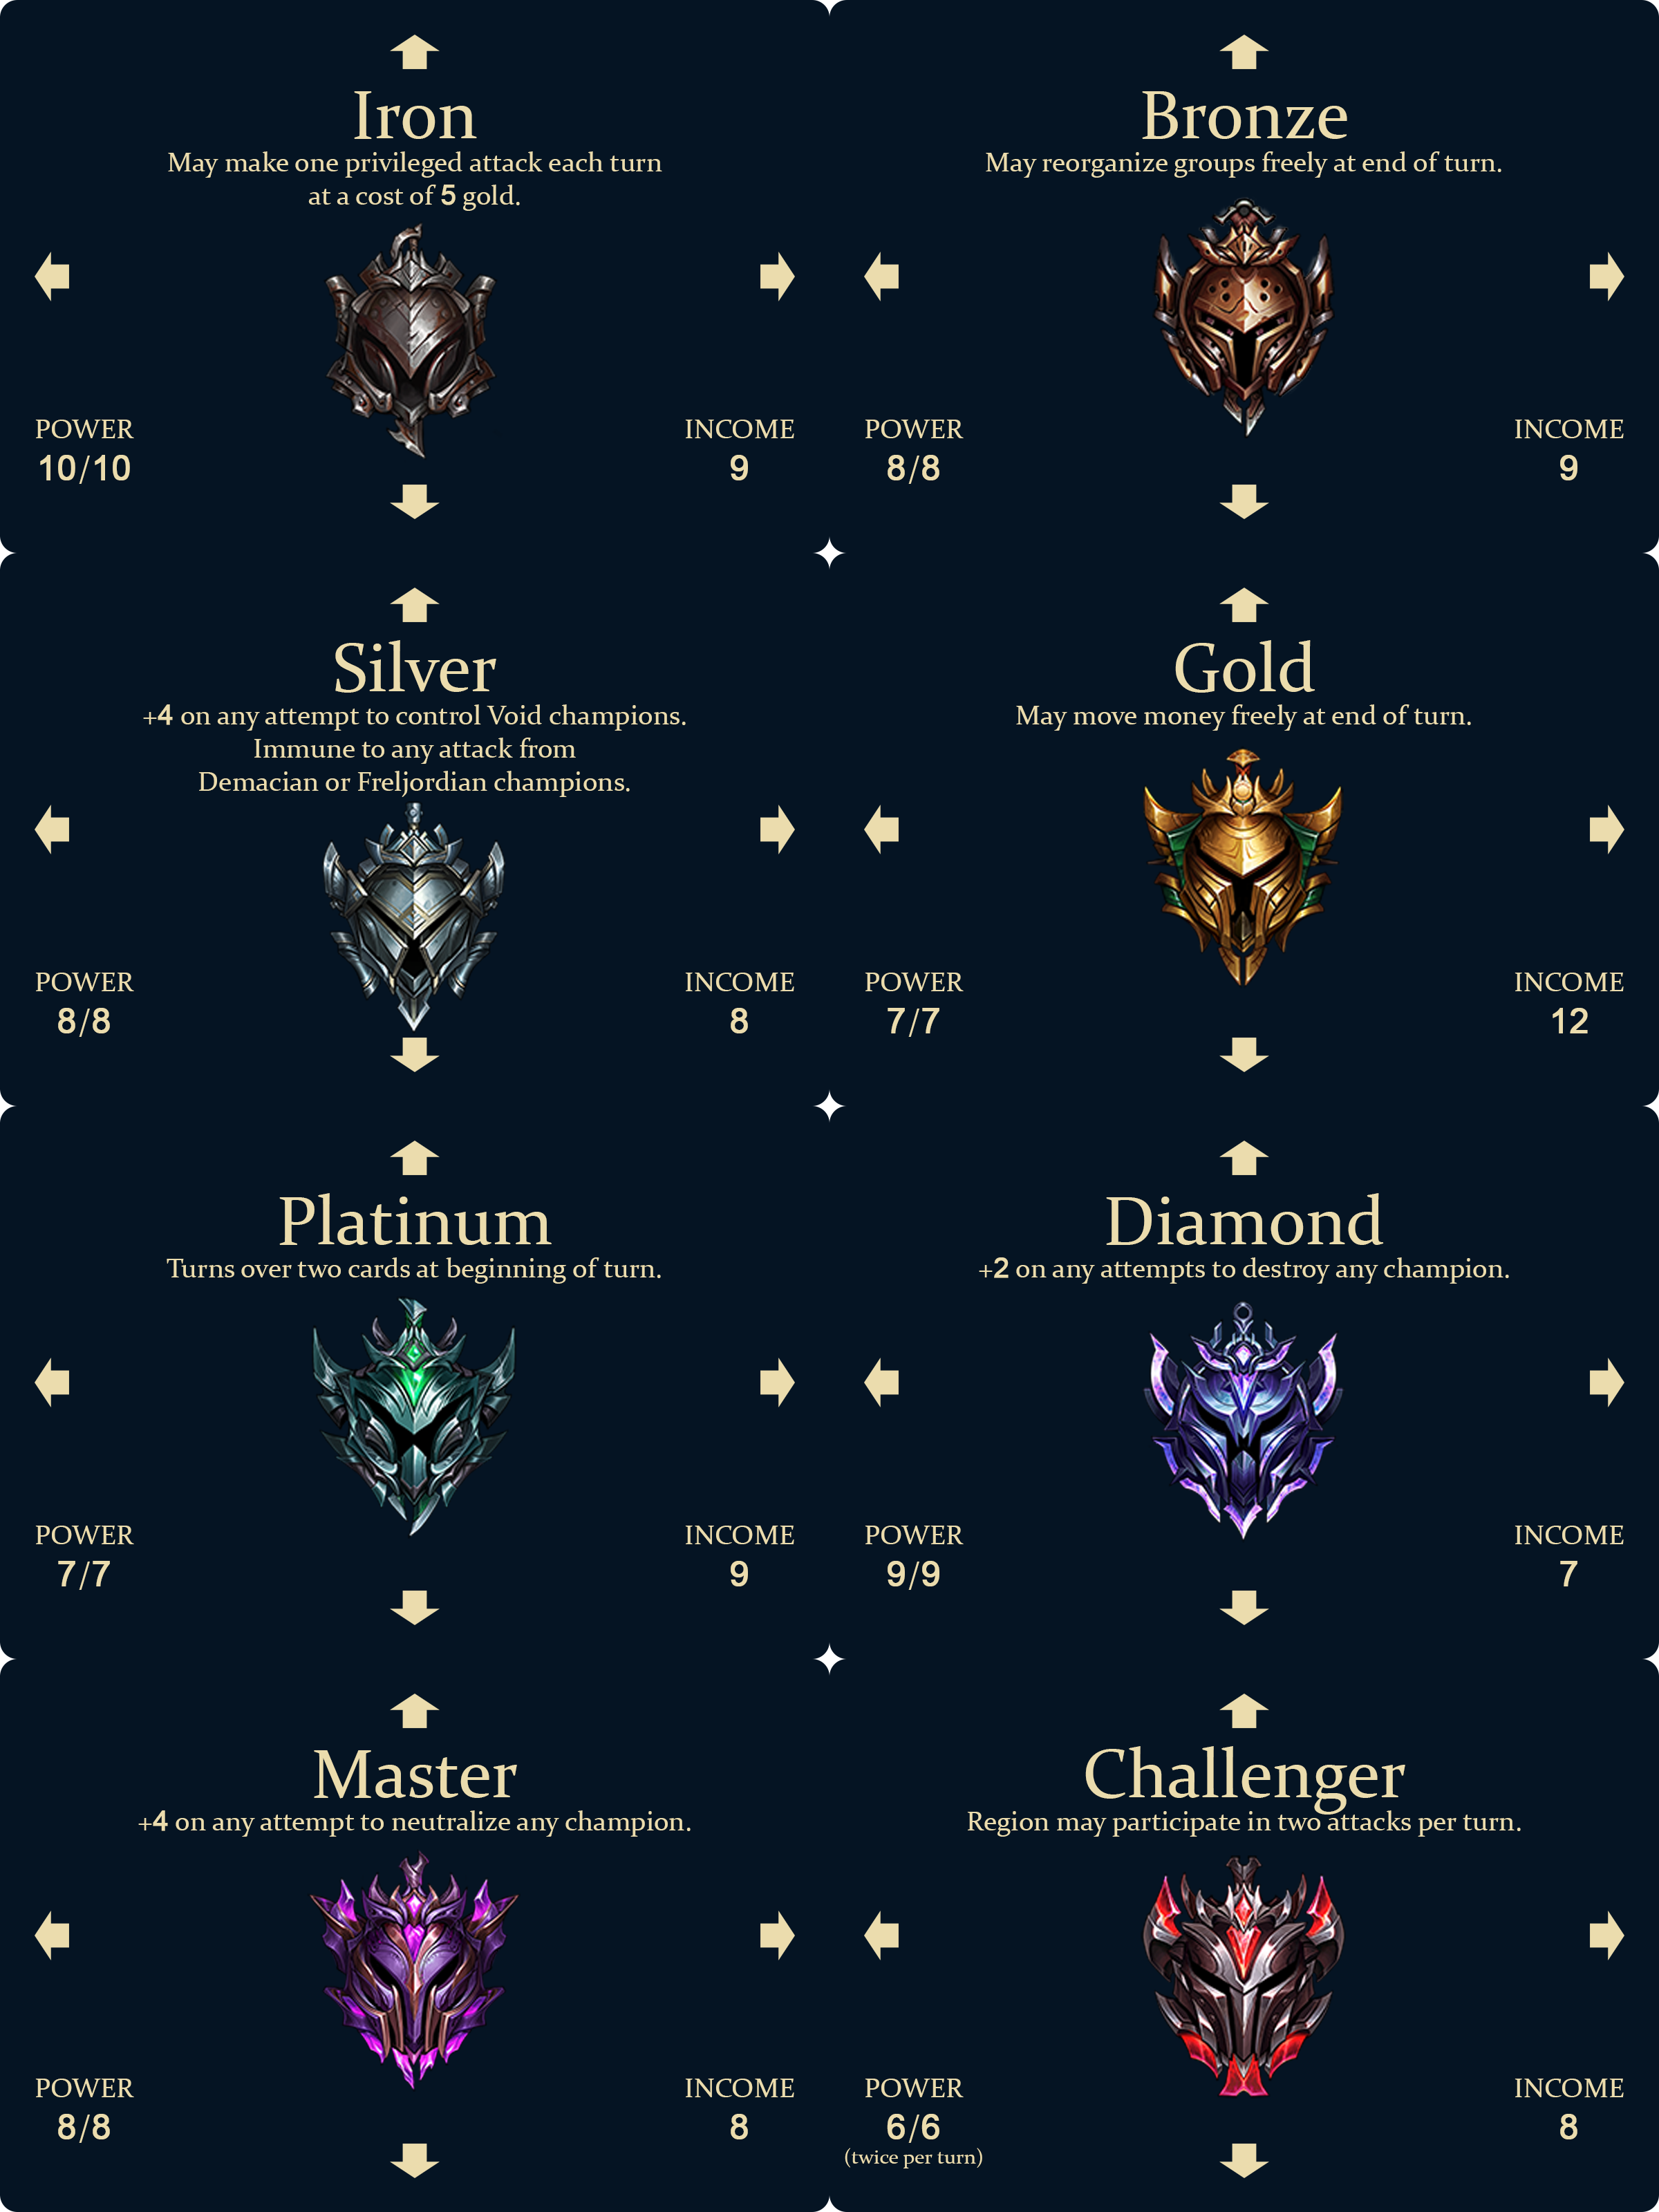 Iron
May make one privileged attack each turn
at a cost of 5 gold.
POWER
10/10
INCOME
9
Bronze
May reorganize groups freely at end of turn.
POWER
8/8
INCOME
9
Silver
+4 on any attempt to control Void champions.
Immune to any attack from
Demacian or Freljordian champions.
POWER
8/8
INCOME
8
Gold
May move money freely at end of turn.
POWER
7/7
INCOME
12
Platinum
Turns over two cards at beginning of turn.
POWER
7/7
INCOME
9
Diamond
+2 on any attempts to destroy any champion.
POWER
9/9
INCOME
7
Master
+4 on any attempt to neutralize any champion.
POWER
8/8
INCOME
8
Challenger
Region may participate in two attacks per turn.
POWER
6/6
(twice per turn)
INCOME
8